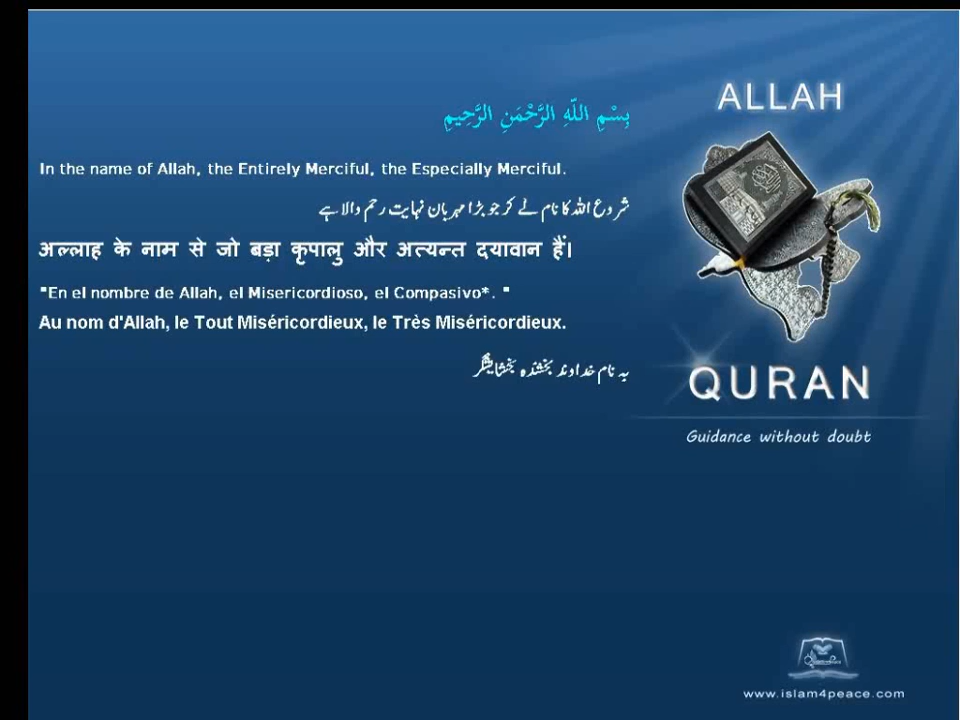 بِسْمِ اللَّهِ الرَّحْمَنِ الرَّحِيمِ
In the name of Allah, the Entirely Merciful, the Especially Merciful.
شروع اللہ کا نام لے کر جو بڑا مہربان نہایت رحم والا ہے
अल्लाह के नाम से जो बड़ा कृपालु और अत्यन्त दयावान हैं।
"En el nombre de Allah, el Misericordioso, el Compasivo*. "
Au nom d'Allah, le Tout Miséricordieux, le Très Miséricordieux.
به نام خداوند بخشنده بخشایشگر
ALLAH
QURAN
Guidance without doubt
www.islam4peace.com